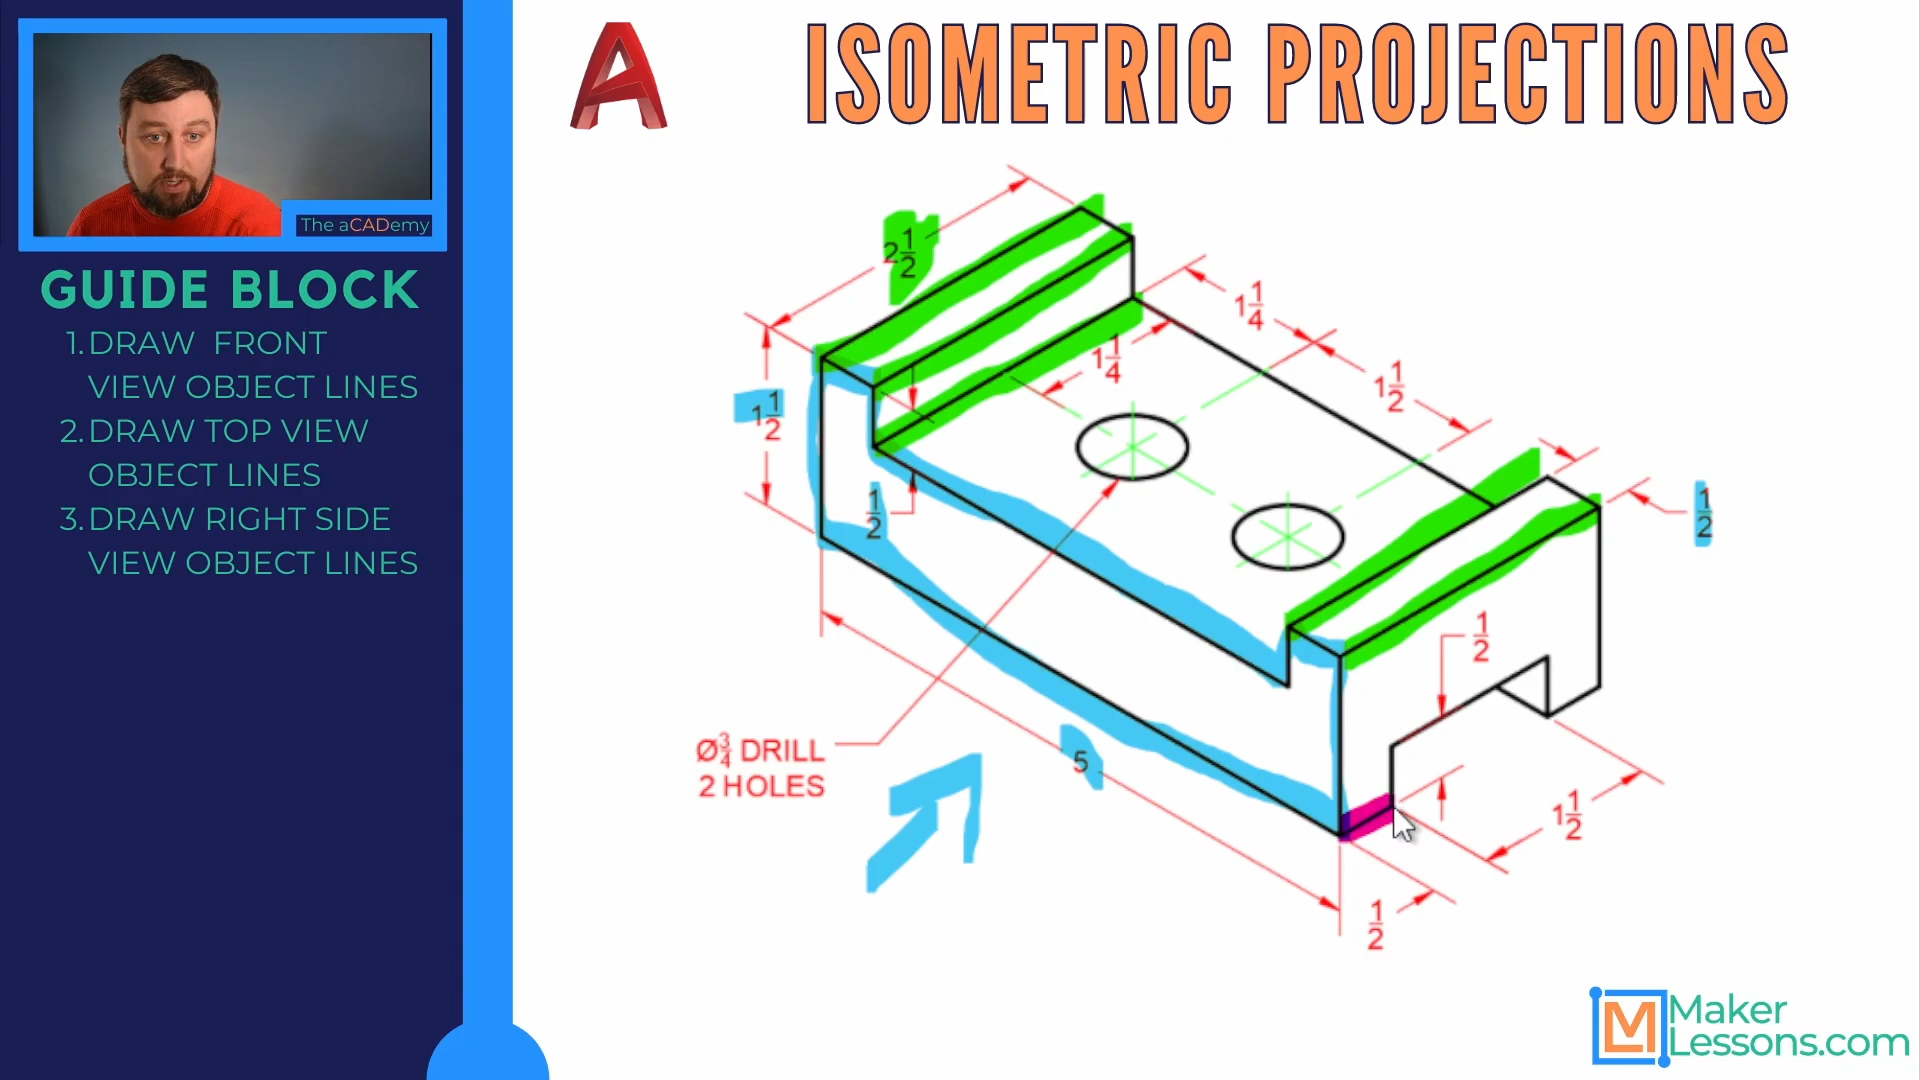 ISOMETRIC PROJECTIONS
The aCADemy
GUIDE BLOCK
1. DRAW FRONT
VIEW OBJECT LINES
2. DRAW TOP VIEW
OBJECT LINES
3. DRAW RIGHT SIDE
VIEW OBJECT LINES
2 1/2
1 1/4
1 1/4
1 1/2
1 1/2
1/2
1/2
1/2
Ø3/4 DRILL
2 HOLES
5
1 1/2
1/2
Maker
Lessons.com